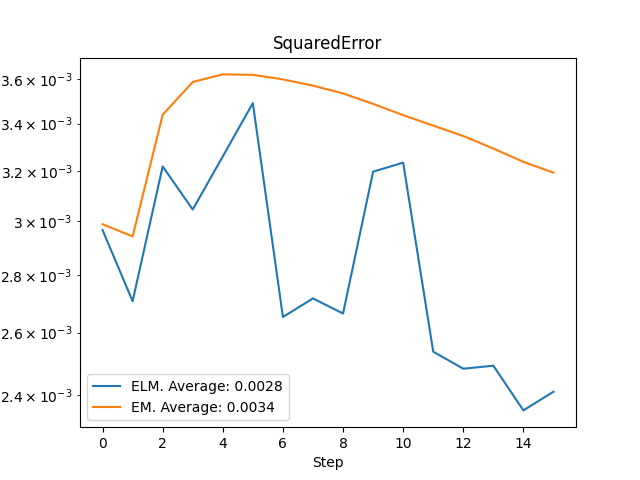 SquaredError
3.6 × 10⁻³
3.4 × 10⁻³
3.2 × 10⁻³
3 × 10⁻³
2.8 × 10⁻³
2.6 × 10⁻³
2.4 × 10⁻³
ELM. Average: 0.0028
EM. Average: 0.0034
0 2 4 6 8 10 12 14
Step